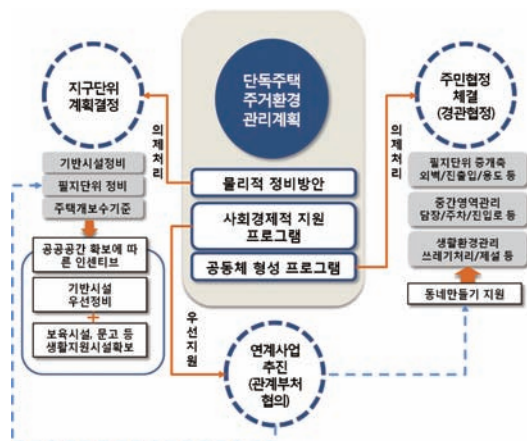 단독주택
주거환경
관리계획
물리적 정비방안
사회경제적 지원
프로그램
공동체 형성 프로그램
지구단위
계획결정
의제처리
기반시설정비
필지단위 정비
주택개보수기준
공공공간 확보에 따
른 인센티브
기반시설
우선정비
+
보육시설, 문고 등
생활지원시설확보
우선지원
연계사업
추진
(관계부처
협의)
의제처리
주민협정
체결
(경관협정)
필지단위 증개축
외벽/진출입/용도 등
중간영역관리
담장/주차/진입로 등
생활환경관리
쓰레기처리/제설 등
동네만들기 지원